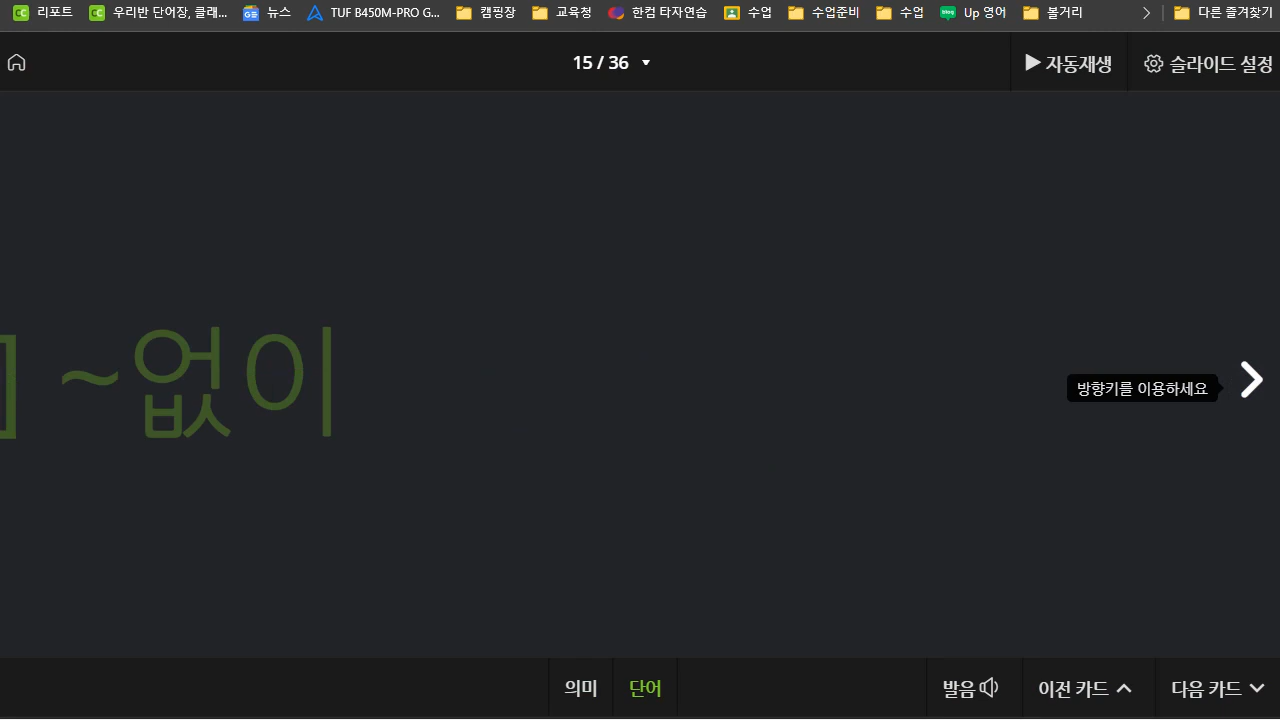 리포트 우리반 단어장, 클래... 뉴스 TUF B450M-PRO G... 캠핑장 교육청 한컴 타자연습 수업 수업준비 수업 Up 영어 볼거리 다른 즐겨찾기
15 / 36 자동재생 슬라이드 설정
] ~없이
방향키를 이용하세요
의미 단어 발음 이전 카드 다음 카드